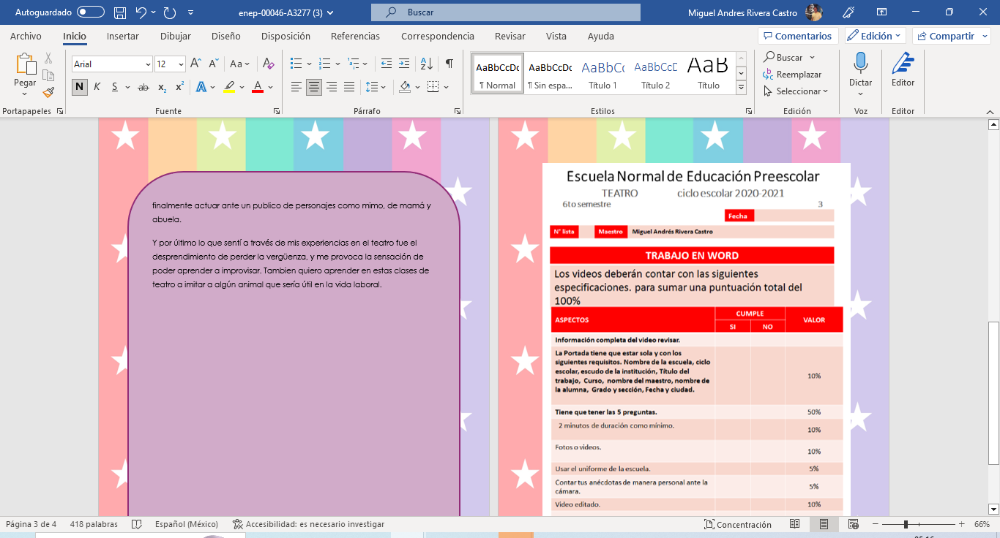 Autoguardado
enep-00046-A3277 (3)
Buscar
Miguel Andres Rivera Castro
Archivo Inicio Insertar Dibujar Diseño Disposición Referencias Correspondencia Revisar Vista Ayuda
Comentarios Edición Compartir
Pegar
Arial 12
Aa
N K S ab x₂ x² A A
AaBbCcDc AaBbCcDc AaBbCc AaBbCcD AaB
¶ Normal ¶ Sin espa... Título 1 Título 2 Título
Buscar
Reemplazar
Seleccionar
Dictar
Editor
Portapapeles Fuente Párrafo Estilos Edición Voz Editor
finalmente actuar ante un publico de personajes como mimo, de mamá y
abuela.
Y por último lo que sentí a través de mis experiencias en el teatro fue el
desprendimiento de perder la vergüenza, y me provoca la sensación de
poder aprender a improvisar. Tambien quiero aprender en estas clases de
teatro a imitar a algún animal que sería útil en la vida laboral.
Escuela Normal de Educación Preescolar
TEATRO ciclo escolar 2020-2021
6to semestre 3
Fecha
N° lista Maestro Miguel Andrés Rivera Castro
TRABAJO EN WORD
Los videos deberán contar con las siguientes
especificaciones. para sumar una puntuación total del
100%
ASPECTOS CUMPLE VALOR
SI NO
Información completa del video revisar.
La Portada tiene que estar sola y con los
siguientes requisitos. Nombre de la escuela, ciclo
escolar, escudo de la institución, Título del
trabajo, Curso, nombre del maestro, nombre de
la alumna, Grado y sección, Fecha y ciudad.
10%
Tiene que tener las 5 preguntas. 50%
2 minutos de duración como mínimo. 10%
Fotos o videos. 10%
Usar el uniforme de la escuela. 5%
Contar tus anécdotas de manera personal ante la
cámara.
5%
Video editado. 10%
Página 3 de 4 418 palabras Español (México) Accesibilidad: es necesario investigar
Concentración 66%